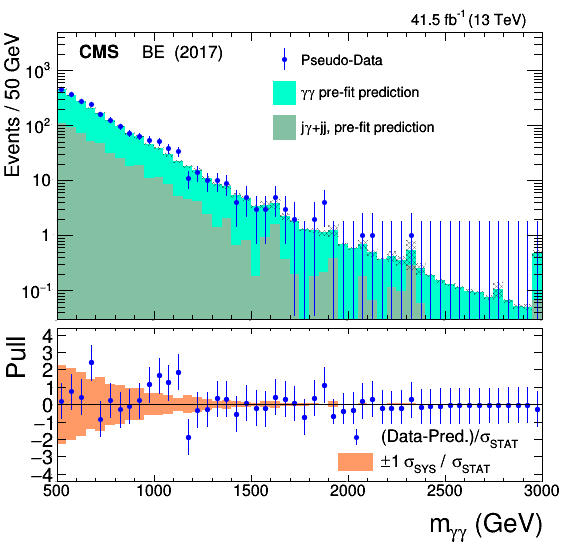 41.5 fb⁻¹ (13 TeV)
CMS BE (2017)
Pseudo-Data
γγ pre-fit prediction
jγ+jj, pre-fit prediction
Events / 50 GeV
10³
10²
10
1
10⁻¹
Pull
4
3
2
1
0
−1
−2
−3
−4
(Data-Pred.)/σ_STAT
±1 σ_SYS / σ_STAT
500 1000 1500 2000 2500 3000
m_γγ (GeV)